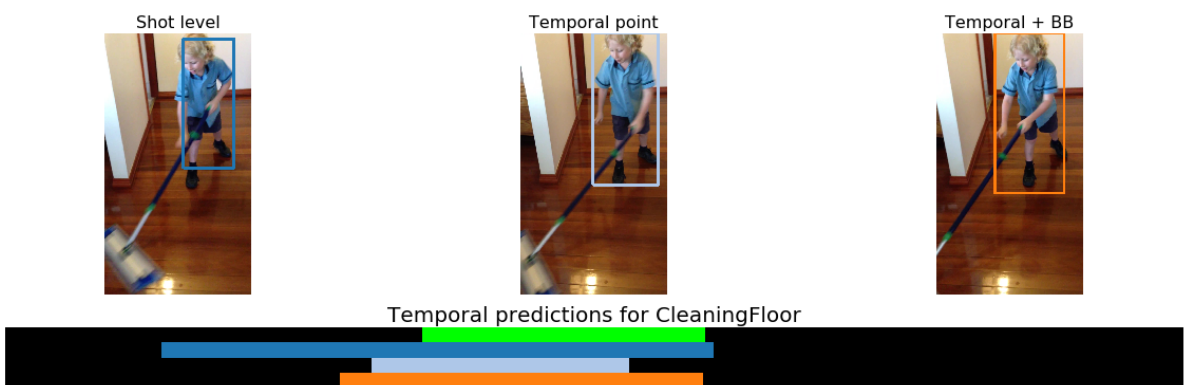 Shot level
Temporal point
Temporal + BB
Temporal predictions for CleaningFloor